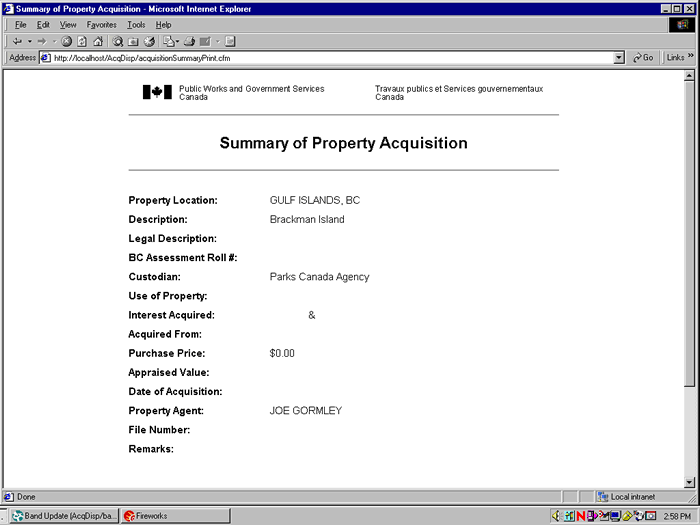 Summary of Property Acquisition - Microsoft Internet Explorer
File Edit View Favorites Tools Help
Address http://localhost/AcqDisp/acquisitionSummaryPrint.cfm Go Links »
Public Works and Government Services Canada
Travaux publics et Services gouvernementaux Canada
Summary of Property Acquisition
Property Location: GULF ISLANDS, BC
Description: Brackman Island
Legal Description:
BC Assessment Roll #:
Custodian: Parks Canada Agency
Use of Property:
Interest Acquired: &
Acquired From:
Purchase Price: $0.00
Appraised Value:
Date of Acquisition:
Property Agent: JOE GORMLEY
File Number:
Remarks:
Done Local intranet
Band Update (AcqDisp/ba... Fireworks 2:58 PM